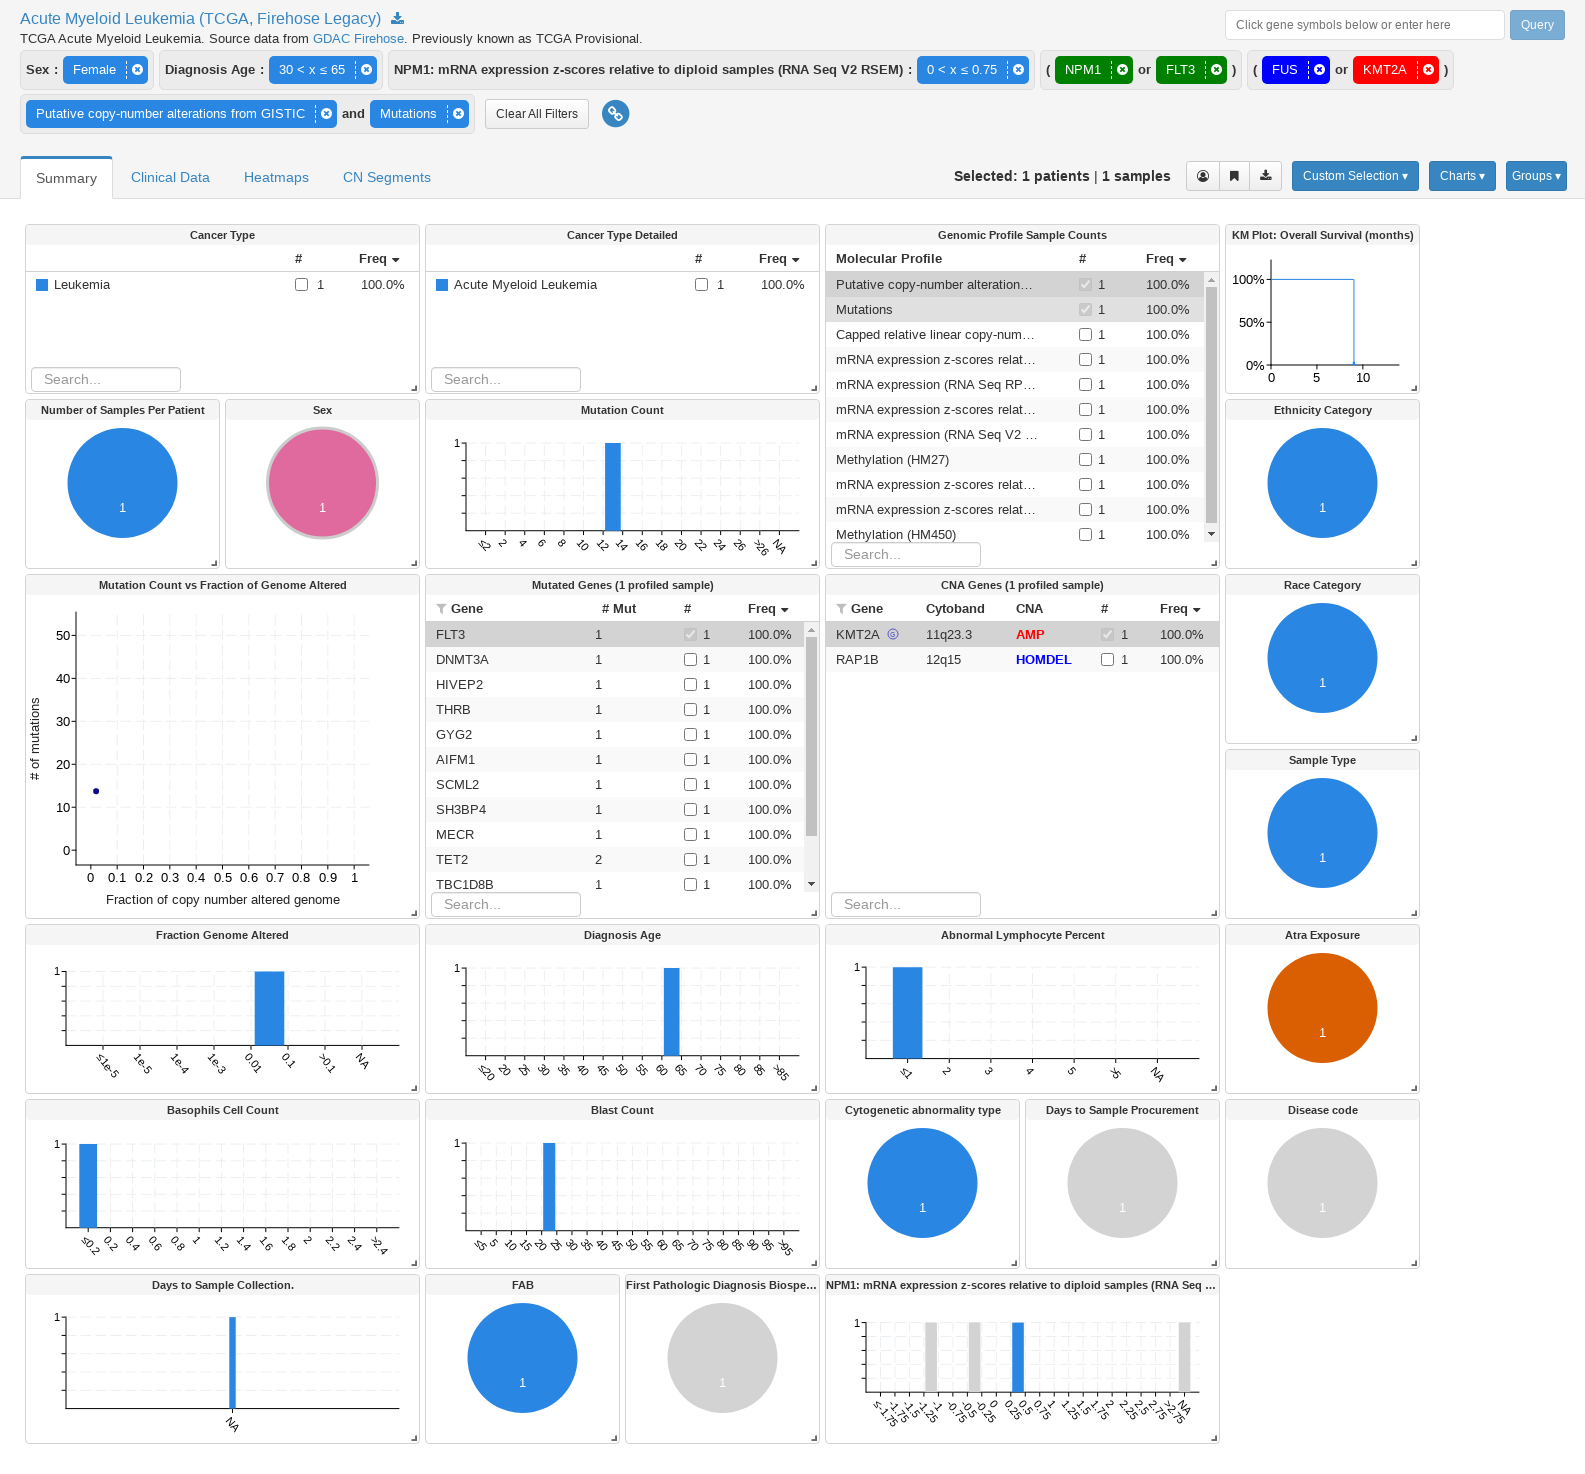 Acute Myeloid Leukemia (TCGA, Firehose Legacy)
Click gene symbols below or enter here
Query
TCGA Acute Myeloid Leukemia. Source data from GDAC Firehose. Previously known as TCGA Provisional.
Sex : Female Diagnosis Age : 30 < x ≤ 65 NPM1: mRNA expression z-scores relative to diploid samples (RNA Seq V2 RSEM) : 0 < x ≤ 0.75 ( NPM1 or FLT3 ) ( FUS or KMT2A )
Putative copy-number alterations from GISTIC and Mutations Clear All Filters
Summary Clinical Data Heatmaps CN Segments Selected: 1 patients | 1 samples Custom Selection ▾ Charts ▾ Groups ▾
Cancer Type
# Freq
Leukemia 1 100.0%
Search...
Cancer Type Detailed
# Freq
Acute Myeloid Leukemia 1 100.0%
Search...
Genomic Profile Sample Counts
Molecular Profile # Freq
Putative copy-number alteration… 1 100.0%
Mutations 1 100.0%
Capped relative linear copy-num… 1 100.0%
mRNA expression z-scores relat… 1 100.0%
mRNA expression (RNA Seq RP… 1 100.0%
mRNA expression z-scores relat… 1 100.0%
mRNA expression (RNA Seq V2 … 1 100.0%
Methylation (HM27) 1 100.0%
mRNA expression z-scores relat… 1 100.0%
mRNA expression z-scores relat… 1 100.0%
Methylation (HM450) 1 100.0%
Search...
KM Plot: Overall Survival (months)
100%
50%
0%
0 5 10
Number of Samples Per Patient
1
Sex
1
Mutation Count
1
≤2 2 4 6 8 10 12 14 16 18 20 22 24 26 >26 NA
Ethnicity Category
1
Mutation Count vs Fraction of Genome Altered
# of mutations
50
40
30
20
10
0
0 0.1 0.2 0.3 0.4 0.5 0.6 0.7 0.8 0.9 1
Fraction of copy number altered genome
Mutated Genes (1 profiled sample)
Gene # Mut # Freq
FLT3 1 1 100.0%
DNMT3A 1 1 100.0%
HIVEP2 1 1 100.0%
THRB 1 1 100.0%
GYG2 1 1 100.0%
AIFM1 1 1 100.0%
SCML2 1 1 100.0%
SH3BP4 1 1 100.0%
MECR 1 1 100.0%
TET2 2 1 100.0%
TBC1D8B 1 1 100.0%
Search...
CNA Genes (1 profiled sample)
Gene Cytoband CNA # Freq
KMT2A G 11q23.3 AMP 1 100.0%
RAP1B 12q15 HOMDEL 1 100.0%
Search...
Race Category
1
Sample Type
1
Fraction Genome Altered
1
≤1e-5 1e-5 1e-4 1e-3 0.01 0.1 >0.1 NA
Diagnosis Age
1
≤20 20 25 30 35 40 45 50 55 60 65 70 75 80 85 >85
Abnormal Lymphocyte Percent
1
≤1 2 3 4 5 >5 NA
Atra Exposure
1
Basophils Cell Count
1
≤0.2 0.2 0.4 0.6 0.8 1 1.2 1.4 1.6 1.8 2 2.2 2.4 >2.4
Blast Count
1
≤5 5 10 15 20 25 30 35 40 45 50 55 60 65 70 75 80 85 90 95 >95
Cytogenetic abnormality type
1
Days to Sample Procurement
1
Disease code
1
Days to Sample Collection.
1
NA
FAB
1
First Pathologic Diagnosis Biospe…
1
NPM1: mRNA expression z-scores relative to diploid samples (RNA Seq …
1
≤-1.75 -1.75 -1.5 -1.25 -1 -0.75 -0.5 -0.25 0 0.25 0.5 0.75 1 1.25 1.5 1.75 2 2.25 2.5 2.75 >2.75 NA